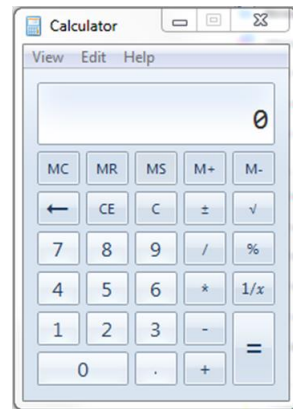 Calculator
View Edit Help
0
MC MR MS M+ M-
← CE C ± √
7 8 9 / %
4 5 6 * 1/x
1 2 3 - =
0 . +